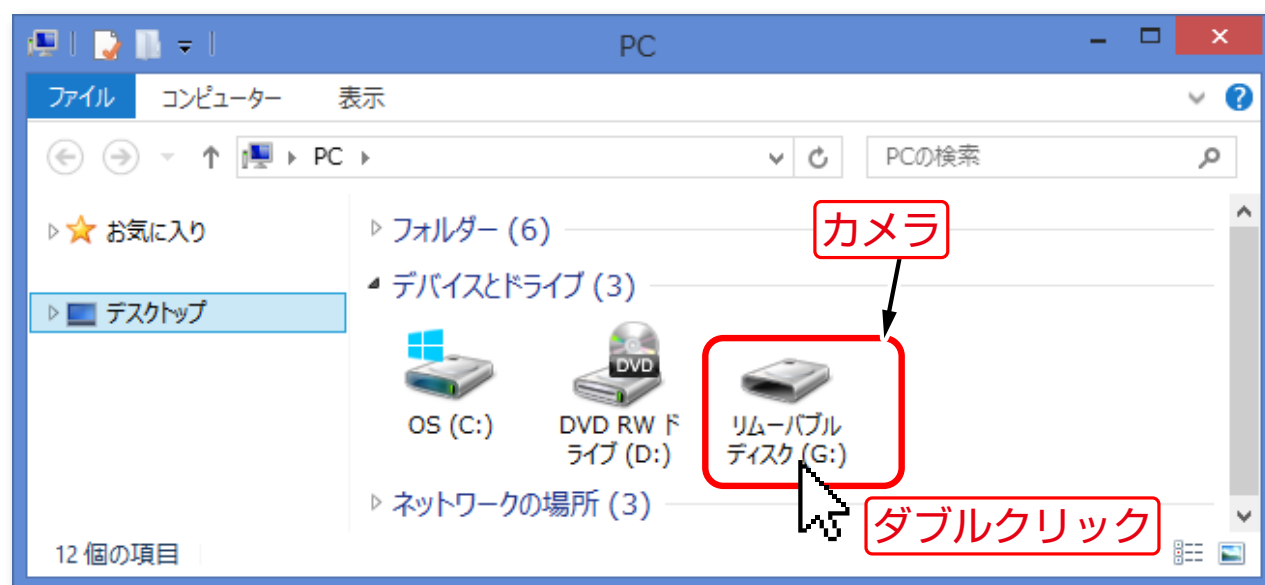 PC
ファイル コンピューター 表示
PC
PCの検索
お気に入り
デスクトップ
フォルダー (6)
カメラ
デバイスとドライブ (3)
OS (C:)
DVD
DVD RW ド
ライブ (D:)
リムーバブル
ディスク (G:)
ネットワークの場所 (3)
ダブルクリック
12 個の項目